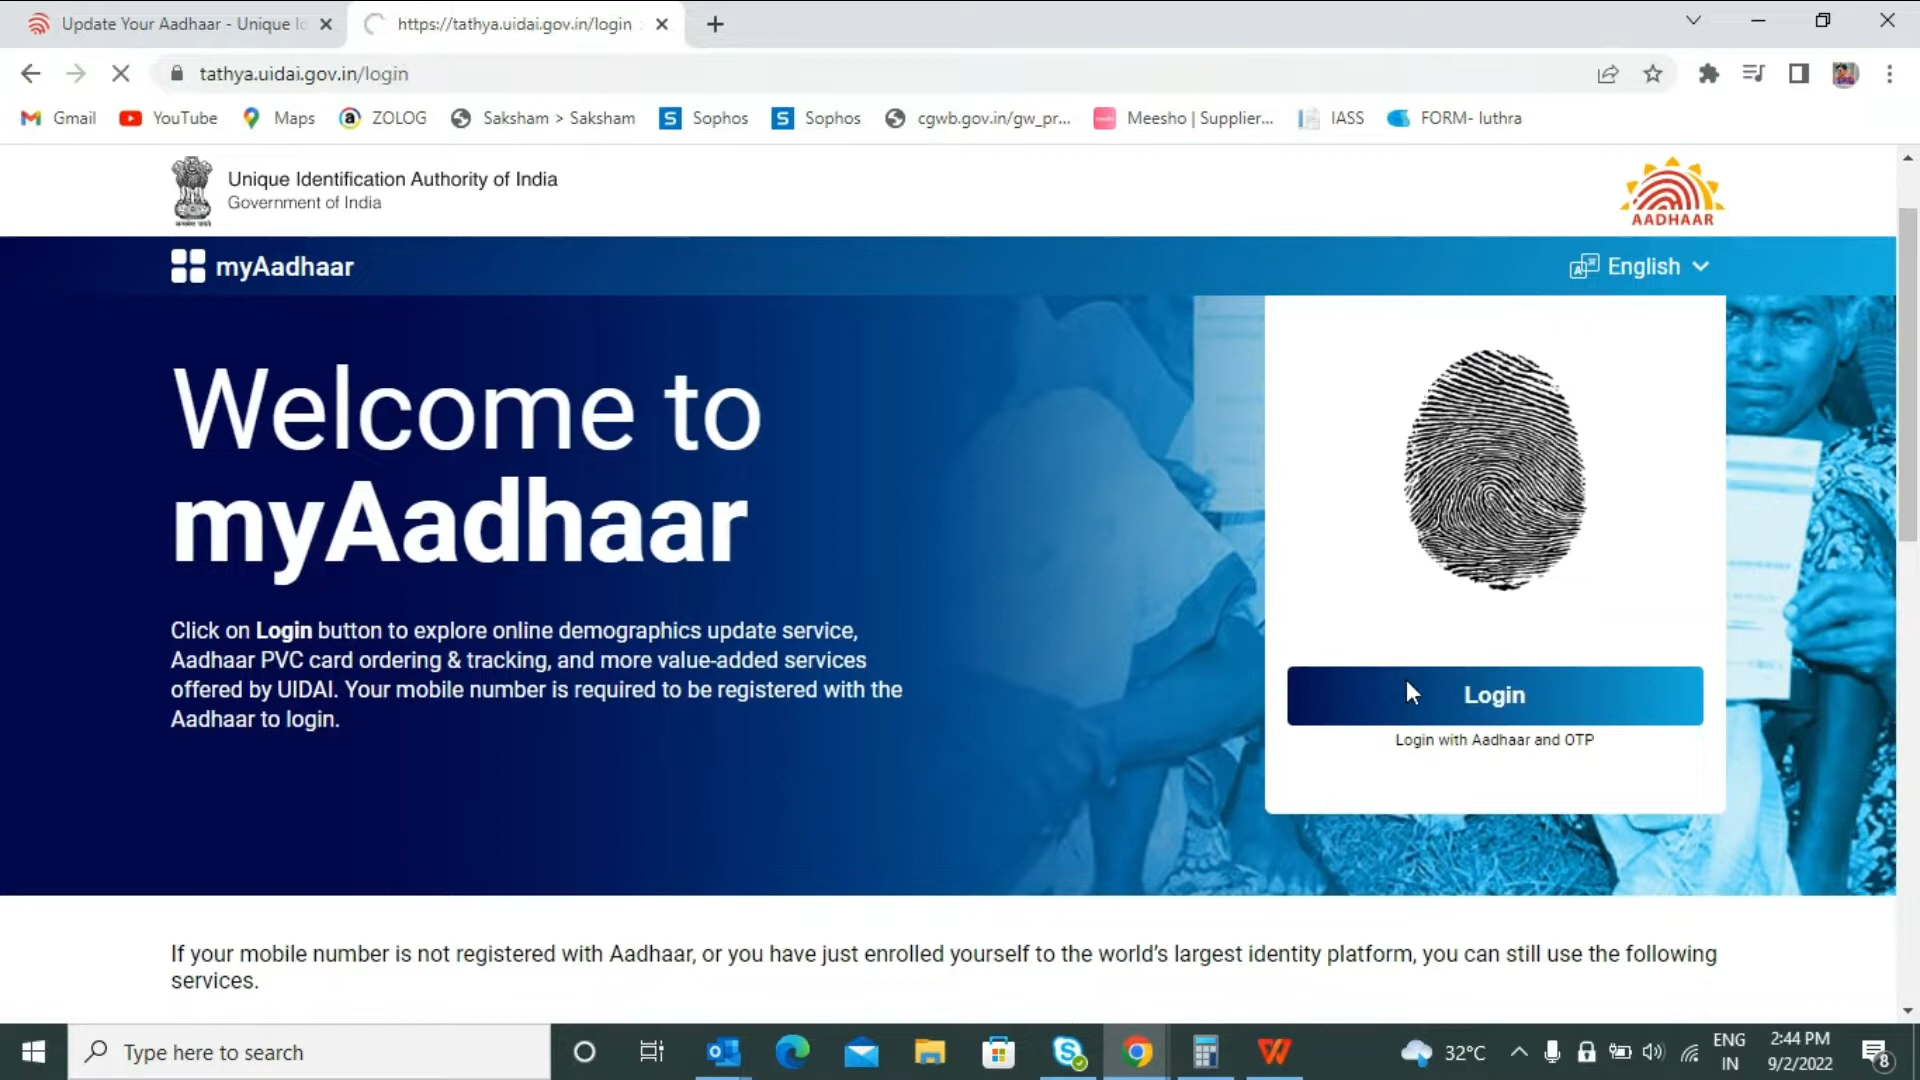 Update Your Aadhaar - Unique Id
https://tathya.uidai.gov.in/login
tathya.uidai.gov.in/login
Gmail
YouTube
Maps
ZOLOG
Saksham > Saksham
S
Sophos
S
Sophos
cgwb.gov.in/gw_pr...
Meesho | Supplier...
IASS
FORM- luthra
Unique Identification Authority of India
Government of India
AADHAAR
myAadhaar
English
Welcome to
myAadhaar
Click on Login button to explore online demographics update service,
Aadhaar PVC card ordering & tracking, and more value-added services
offered by UIDAI. Your mobile number is required to be registered with the
Aadhaar to login.
Login
Login with Aadhaar and OTP
If your mobile number is not registered with Aadhaar, or you have just enrolled yourself to the world's largest identity platform, you can still use the following
services.
Type here to search
32°C
ENG
IN
2:44 PM
9/2/2022
8